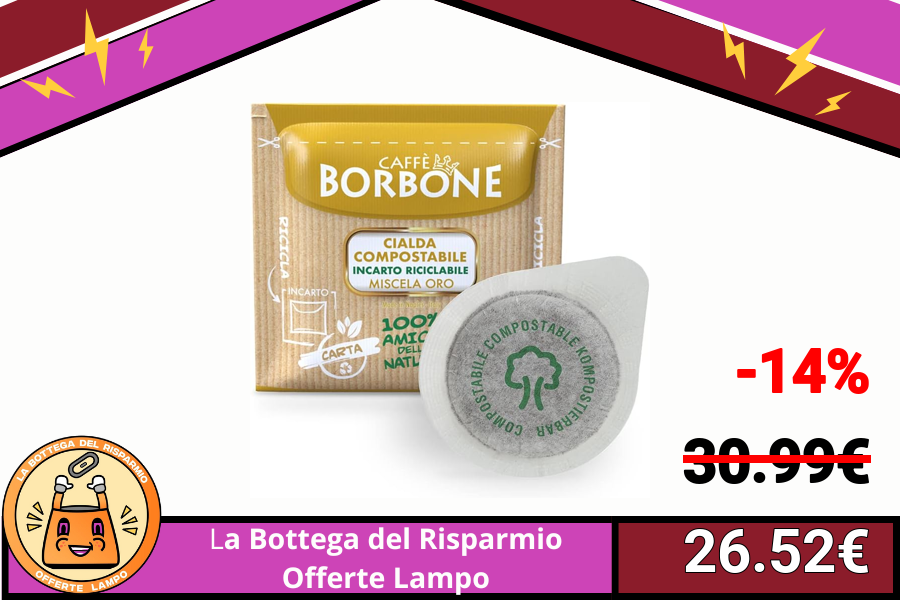 CAFFÈ
BORBONE
CIALDA
COMPOSTABILE
INCARTO RICICLABILE
MISCELA ORO
RICICLA
INCARTO
CARTA
100%
COMPOSTABILE COMPOSTABLE KOMPOSTIERBAR
-14%
30.99€
26.52€
LA BOTTEGA DEL RISPARMIO
OFFERTE LAMPO
La Bottega del Risparmio
Offerte Lampo